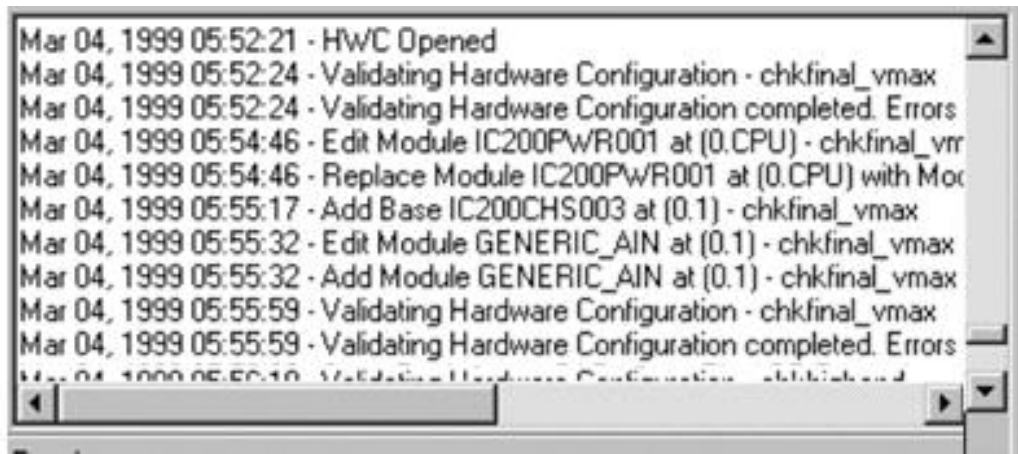 Mar 04, 1999 05:52:21 - HWC Opened
Mar 04, 1999 05:52:24 - Validating Hardware Configuration - chkfinal_vmax
Mar 04, 1999 05:52:24 - Validating Hardware Configuration completed. Errors
Mar 04, 1999 05:54:46 - Edit Module IC200PWR001 at (0.CPU) - chkfinal_vm
Mar 04, 1999 05:54:46 - Replace Module IC200PWR001 at (0.CPU) with Mod
Mar 04, 1999 05:55:17 - Add Base IC200CHS003 at (0.1) - chkfinal_vmax
Mar 04, 1999 05:55:32 - Edit Module GENERIC_AIN at (0.1) - chkfinal_vmax
Mar 04, 1999 05:55:32 - Add Module GENERIC_AIN at (0.1) - chkfinal_vmax
Mar 04, 1999 05:55:59 - Validating Hardware Configuration - chkfinal_vmax
Mar 04, 1999 05:55:59 - Validating Hardware Configuration completed. Errors
Mar 04, 1999 - Validating Hardware Configuration -